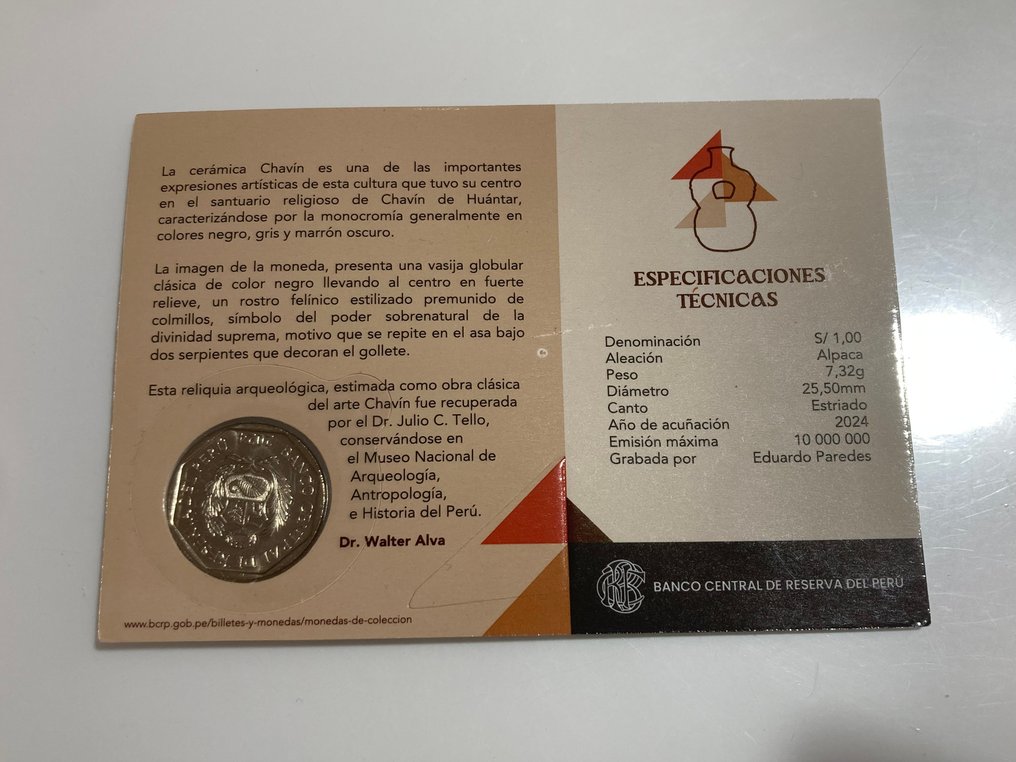 La cerámica Chavín es una de las importantes
expresiones artísticas de esta cultura que tuvo su centro
en el santuario religioso de Chavín de Huántar,
caracterizándose por la monocromía generalmente en
colores negro, gris y marrón oscuro.
La imagen de la moneda, presenta una vasija globular
clásica de color negro llevando al centro en fuerte
relieve, un rostro felínico estilizado premunido de
colmillos, símbolo del poder sobrenatural de la
divinidad suprema, motivo que se repite en el asa bajo
dos serpientes que decoran el gollete.
Esta reliquia arqueológica, estimada como obra clásica
del arte Chavín fue recuperada
por el Dr. Julio C. Tello,
conservándose en
el Museo Nacional de
Arqueología,
Antropología,
e Historia del Perú.
Dr. Walter Alva
www.bcrp.gob.pe/billetes-y-monedas/monedas-de-coleccion
ESPECIFICACIONES
TÉCNICAS
Denominación S/ 1,00
Aleación Alpaca
Peso 7,32g
Diámetro 25,50mm
Canto Estriado
Año de acuñación 2024
Emisión máxima 10 000 000
Grabada por Eduardo Paredes
BANCO CENTRAL DE RESERVA DEL PERÚ